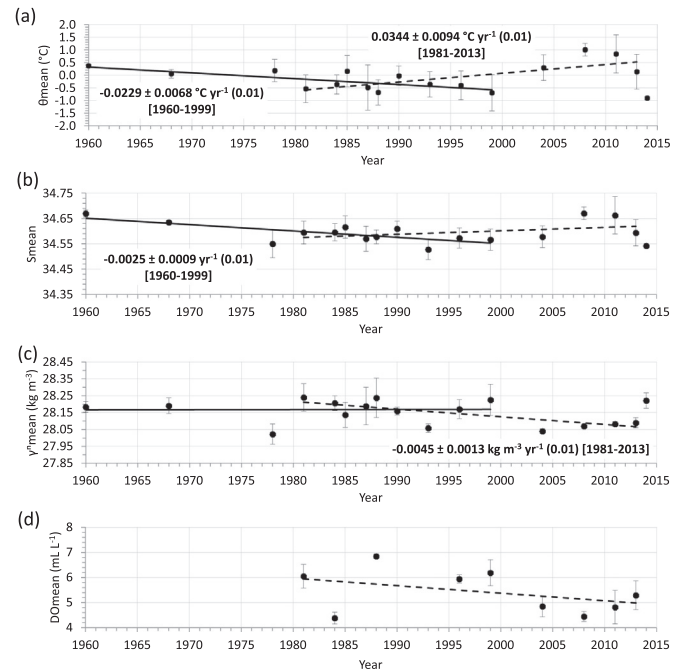 (a)
θmean (°C)
2.0
1.5
1.0
0.5
0.0
-0.5
-1.0
-1.5
-2.0
0.0344 ± 0.0094 °C yr-1 (0.01)
[1981-2013]
-0.0229 ± 0.0068 °C yr-1 (0.01)
[1960-1999]
1960 1965 1970 1975 1980 1985 1990 1995 2000 2005 2010 2015
Year
(b)
Smean
34.75
34.65
34.55
34.45
34.35
-0.0025 ± 0.0009 yr-1 (0.01)
[1960-1999]
1960 1965 1970 1975 1980 1985 1990 1995 2000 2005 2010 2015
Year
(c)
γnmean (kg m-3)
28.45
28.35
28.25
28.15
28.05
27.95
27.85
-0.0045 ± 0.0013 kg m-3 yr-1 (0.01) [1981-2013]
1960 1965 1970 1975 1980 1985 1990 1995 2000 2005 2010 2015
Year
(d)
DOmean (mL L-1)
8
7
6
5
4
1960 1965 1970 1975 1980 1985 1990 1995 2000 2005 2010 2015
Year